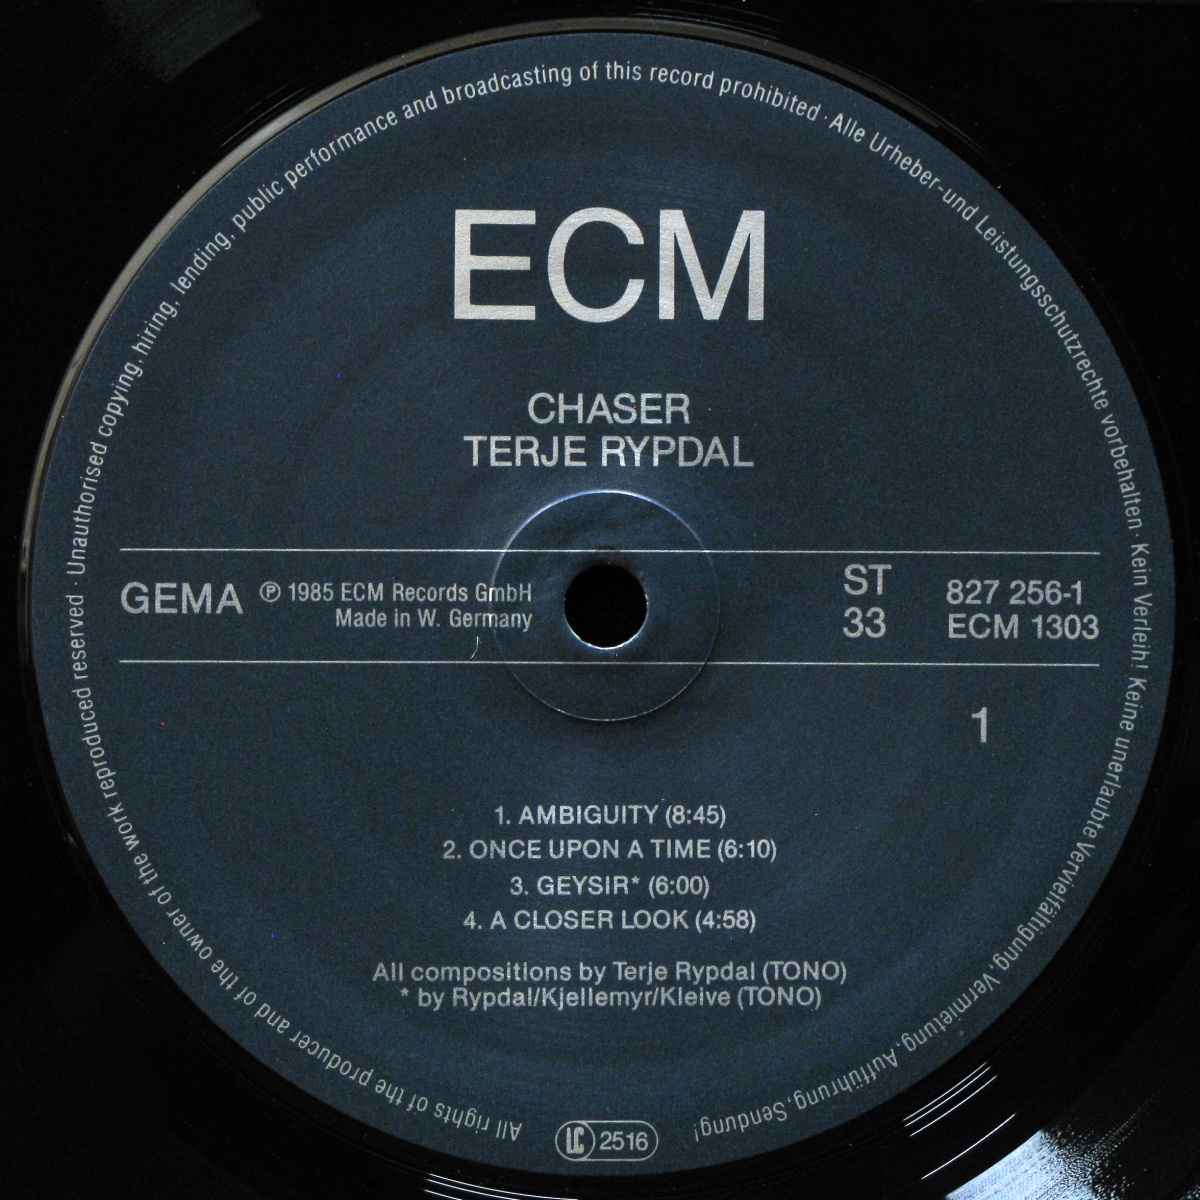 ECM
CHASER
TERJE RYPDAL
GEMA
℗ 1985 ECM Records GmbH
Made in W. Germany
ST
33
827 256-1
ECM 1303
1
1. AMBIGUITY (8:45)
2. ONCE UPON A TIME (6:10)
3. GEYSIR* (6:00)
4. A CLOSER LOOK (4:58)
All compositions by Terje Rypdal (TONO)
* by Rypdal/Kjellemyr/Kleive (TONO)
All rights of the producer and of the owner of the work reproduced reserved · Unauthorised copying, hiring, lending, public performance and broadcasting of this record prohibited · Alle Urheber- und Leistungsschutzrechte vorbehalten · Kein Verleih! Keine unerlaubte Vervielfältigung, Vermietung, Aufführung, Sendung!
LC 2516